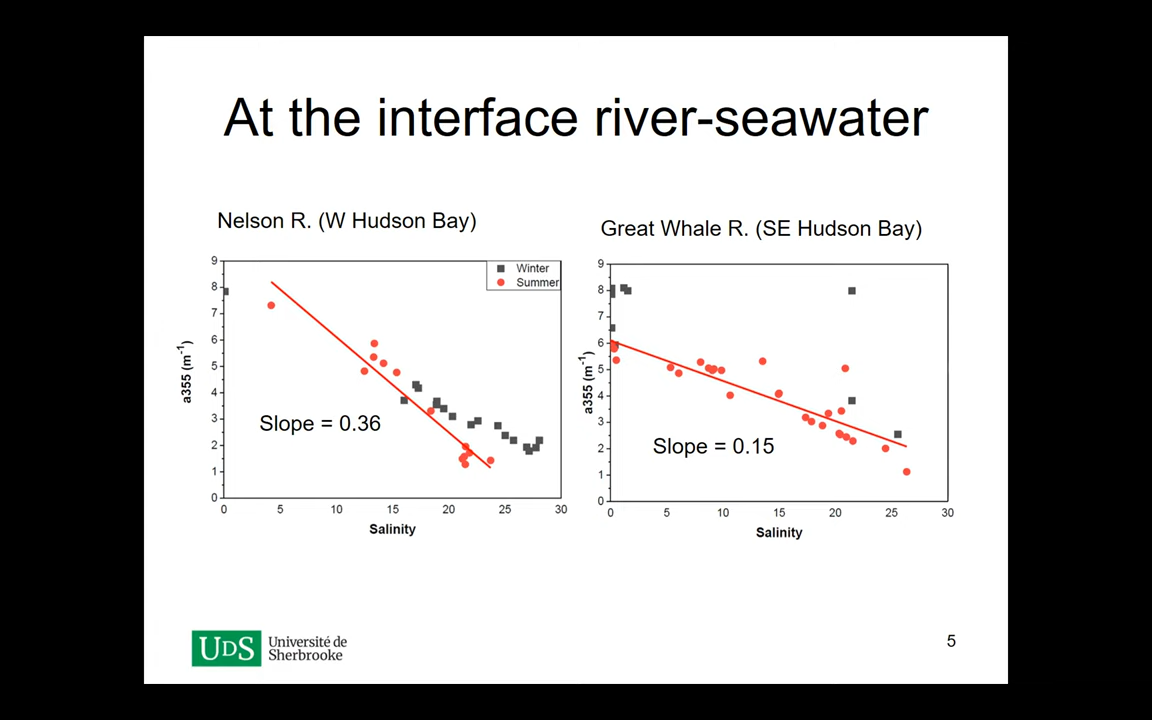 At the interface river-seawater
Nelson R. (W Hudson Bay)
9
8
7
6
5
4
3
2
1
0
a355 (m⁻¹)
Winter
Summer
Slope = 0.36
0 5 10 15 20 25 30
Salinity
Great Whale R. (SE Hudson Bay)
9
8
7
6
5
4
3
2
1
0
a355 (m⁻¹)
Slope = 0.15
0 5 10 15 20 25 30
Salinity
UDS
Université de
Sherbrooke
5